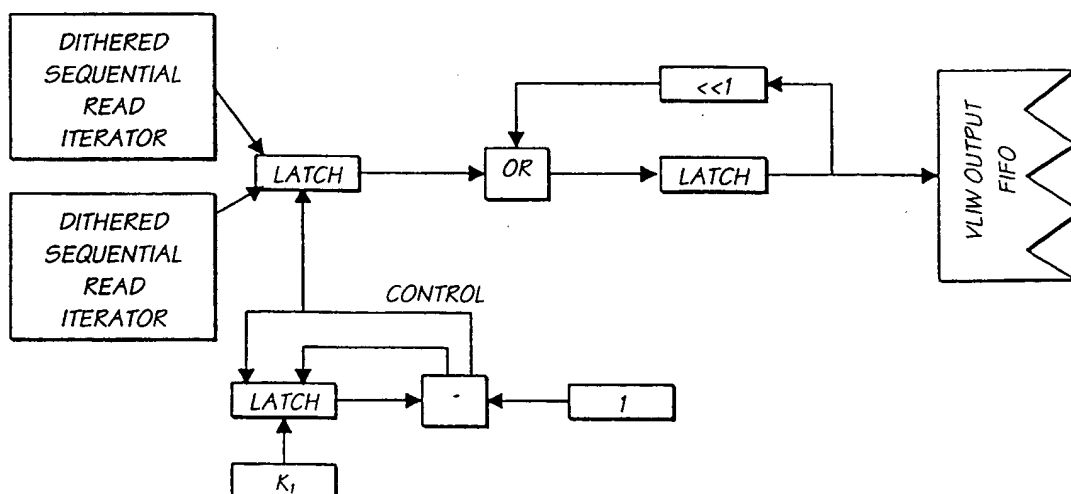 DITHERED
SEQUENTIAL
READ
ITERATOR
DITHERED
SEQUENTIAL
READ
ITERATOR
LATCH
OR
<<1
LATCH
VLIW OUTPUT
FIFO
CONTROL
LATCH
-
1
K₁